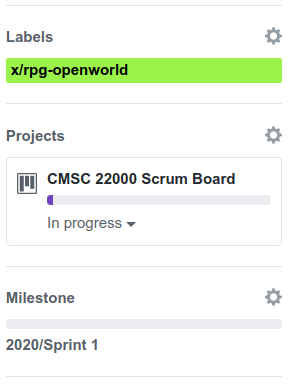 Labels
x/rpg-openworld
Projects
CMSC 22000 Scrum Board
In progress
Milestone
2020/Sprint 1